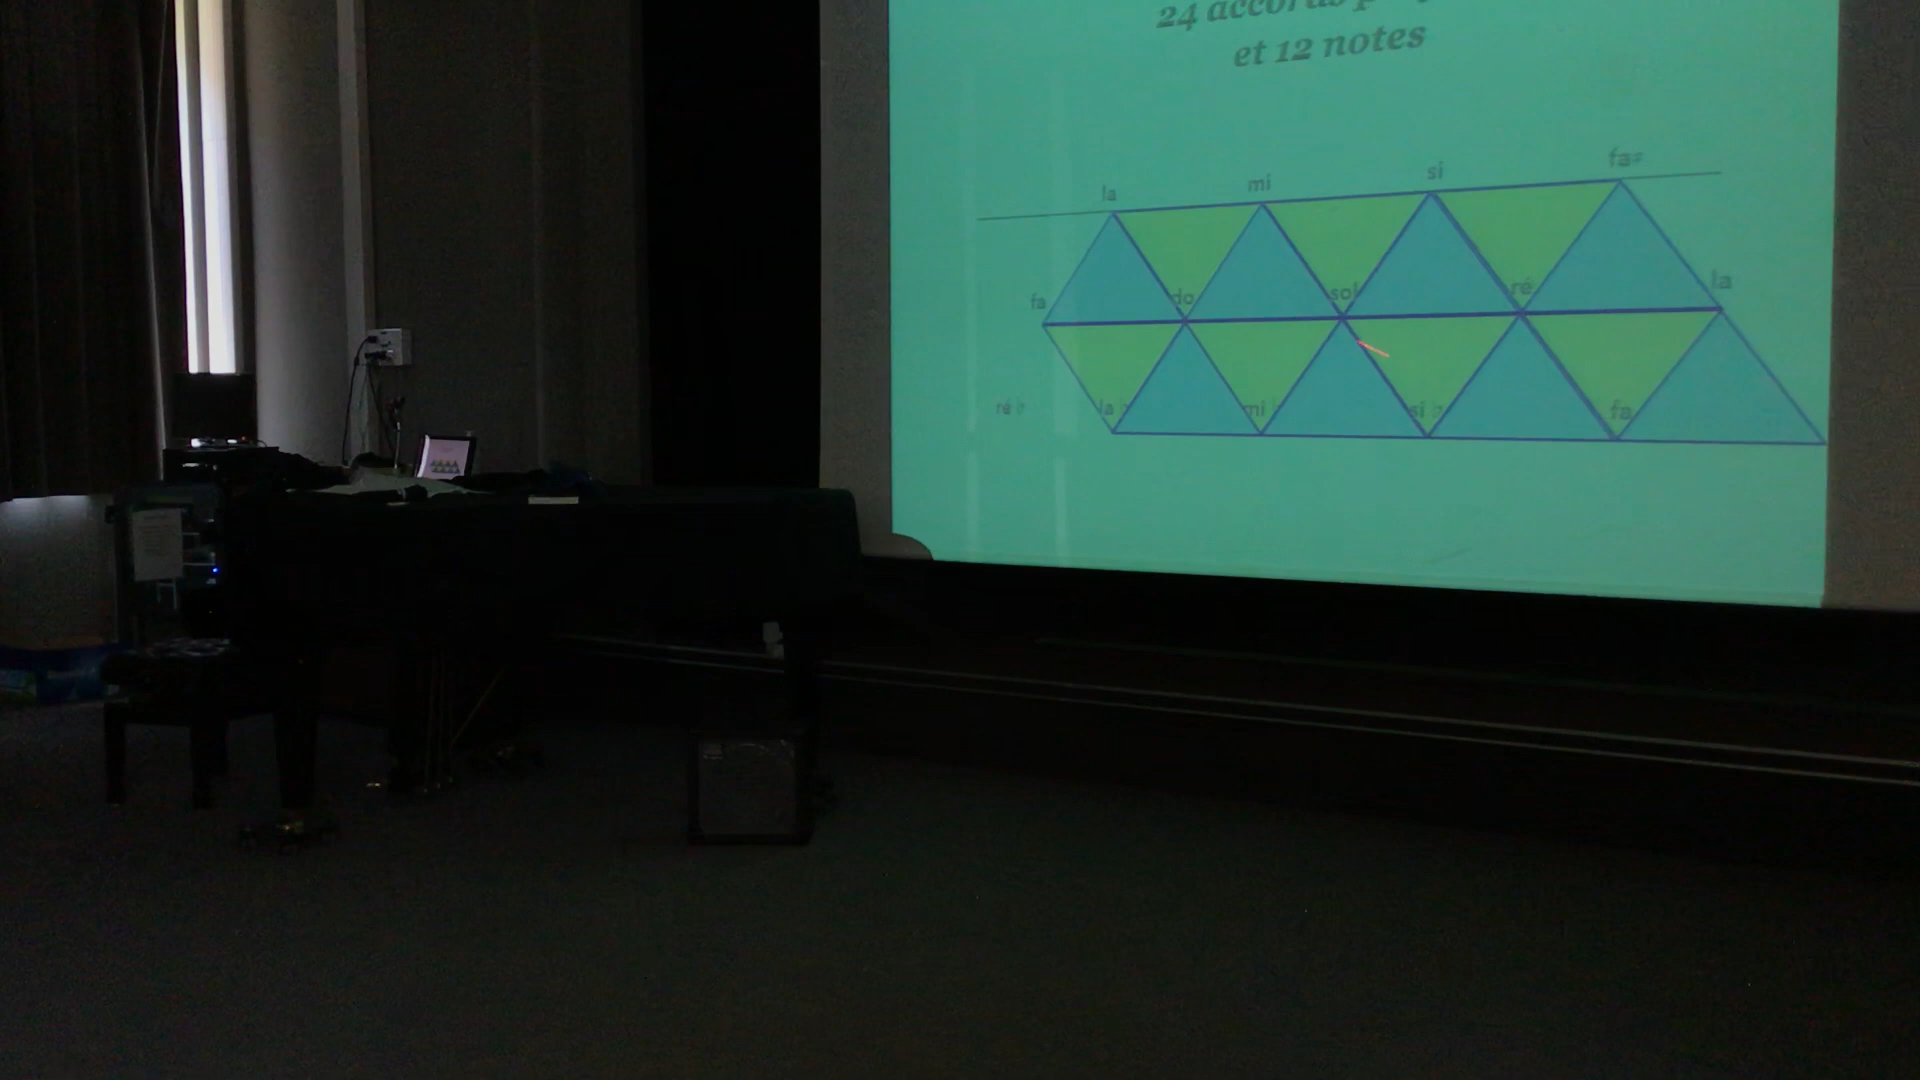 24 accords
et 12 notes
la mi si fa#
fa do sol ré la
ré♭ la♭ mi♭ si♭ fa